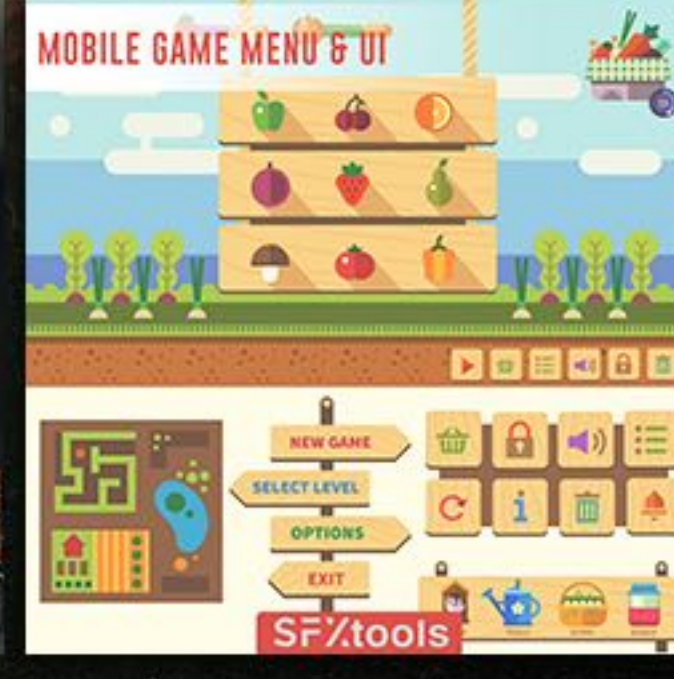 MOBILE GAME MENU & UI
NEW GAME
SELECT LEVEL
OPTIONS
i
EXIT
SFXtools